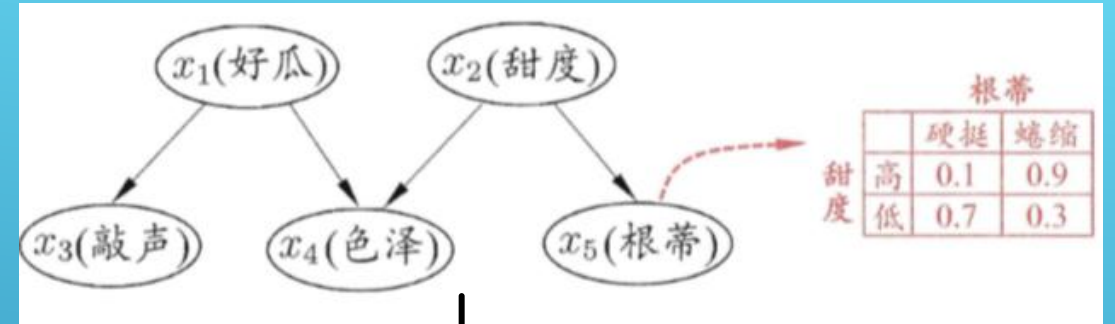 x₁(好瓜) x₂(甜度)
x₃(敲声) x₄(色泽) x₅(根蒂)
根蒂
硬挺 蜷缩
甜度
高 0.1 0.9
低 0.7 0.3